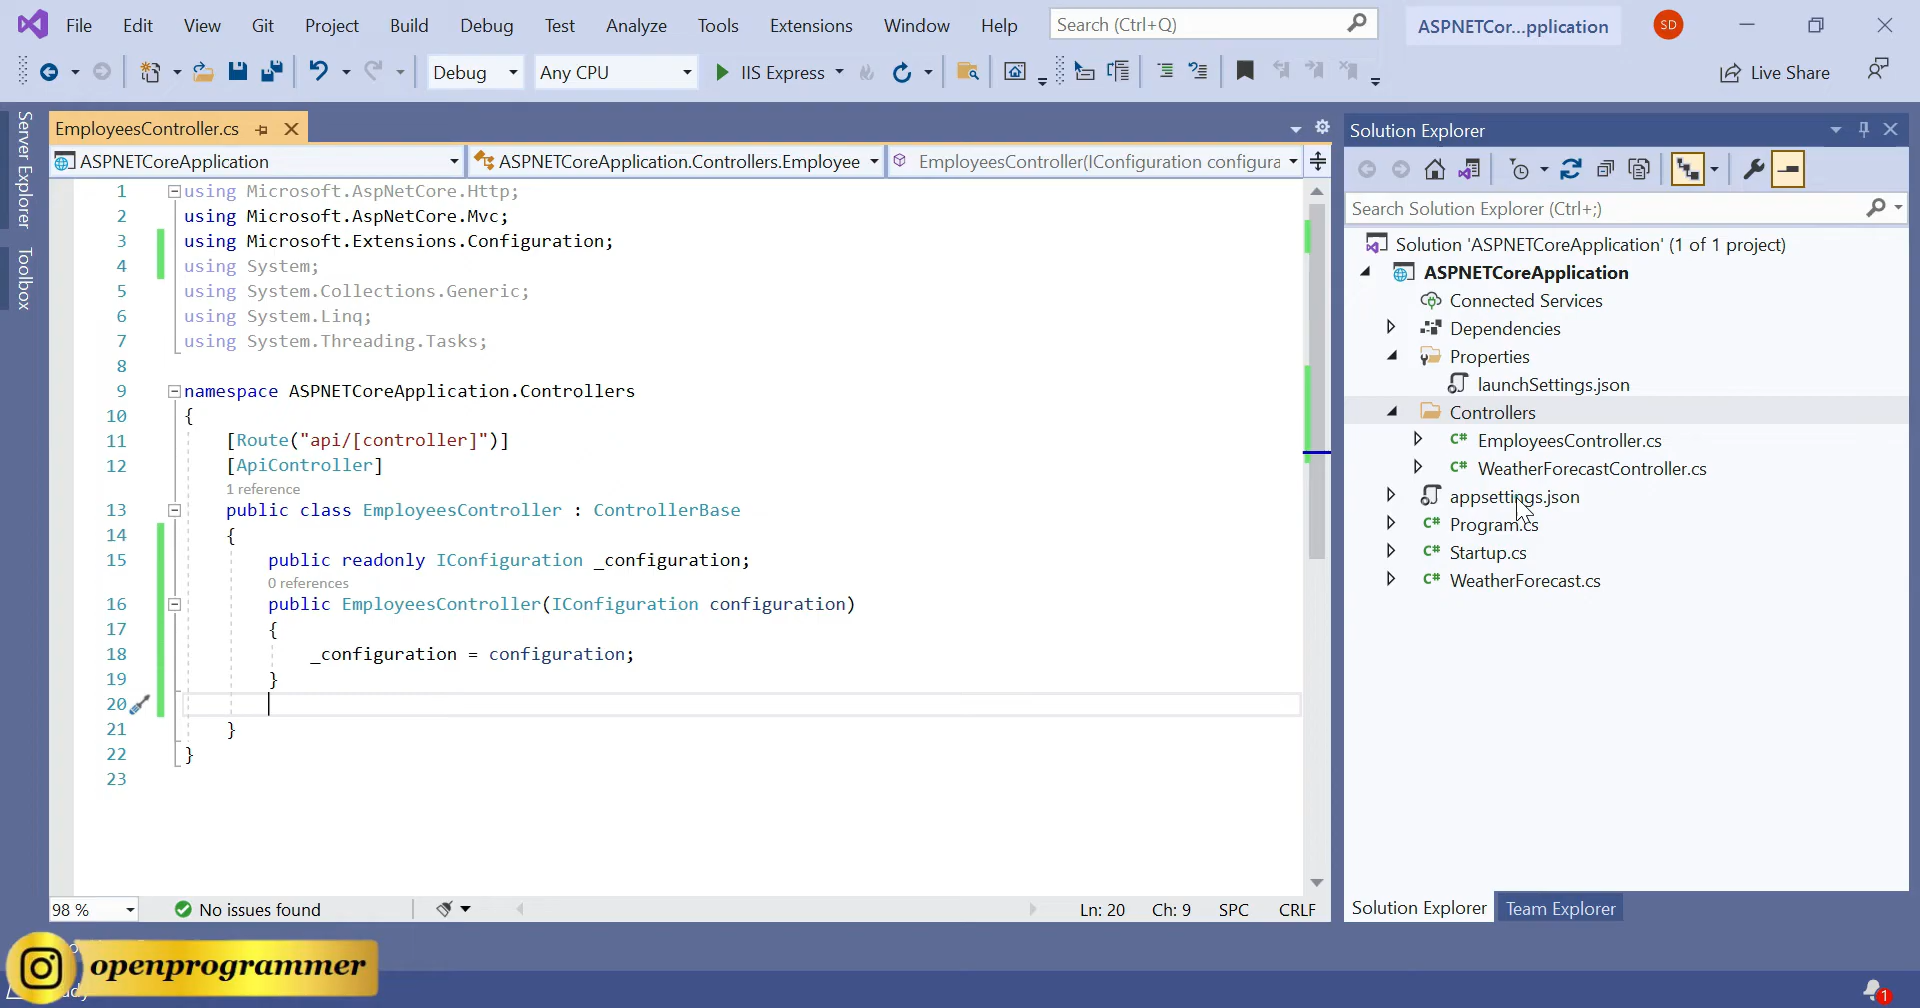 File Edit View Git Project Build Debug Test Analyze Tools Extensions Window Help Search (Ctrl+Q) ASPNETCor...pplication SD
Debug Any CPU IIS Express Live Share
Server Explorer
Toolbox
EmployeesController.cs
ASPNETCoreApplication ASPNETCoreApplication.Controllers.Employee EmployeesController(IConfiguration configura
1 using Microsoft.AspNetCore.Http;
2 using Microsoft.AspNetCore.Mvc;
3 using Microsoft.Extensions.Configuration;
4 using System;
5 using System.Collections.Generic;
6 using System.Linq;
7 using System.Threading.Tasks;
8
9 namespace ASPNETCoreApplication.Controllers
10 {
11 [Route("api/[controller]")]
12 [ApiController]
1 reference
13 public class EmployeesController : ControllerBase
14 {
15 public readonly IConfiguration _configuration;
0 references
16 public EmployeesController(IConfiguration configuration)
17 {
18 _configuration = configuration;
19 }
20
21 }
22 }
23
98 % No issues found Ln: 20 Ch: 9 SPC CRLF
Solution Explorer
Search Solution Explorer (Ctrl+;)
Solution 'ASPNETCoreApplication' (1 of 1 project)
ASPNETCoreApplication
Connected Services
Dependencies
Properties
launchSettings.json
Controllers
EmployeesController.cs
WeatherForecastController.cs
appsettings.json
Program.cs
Startup.cs
WeatherForecast.cs
Solution Explorer Team Explorer
openprogrammer
1